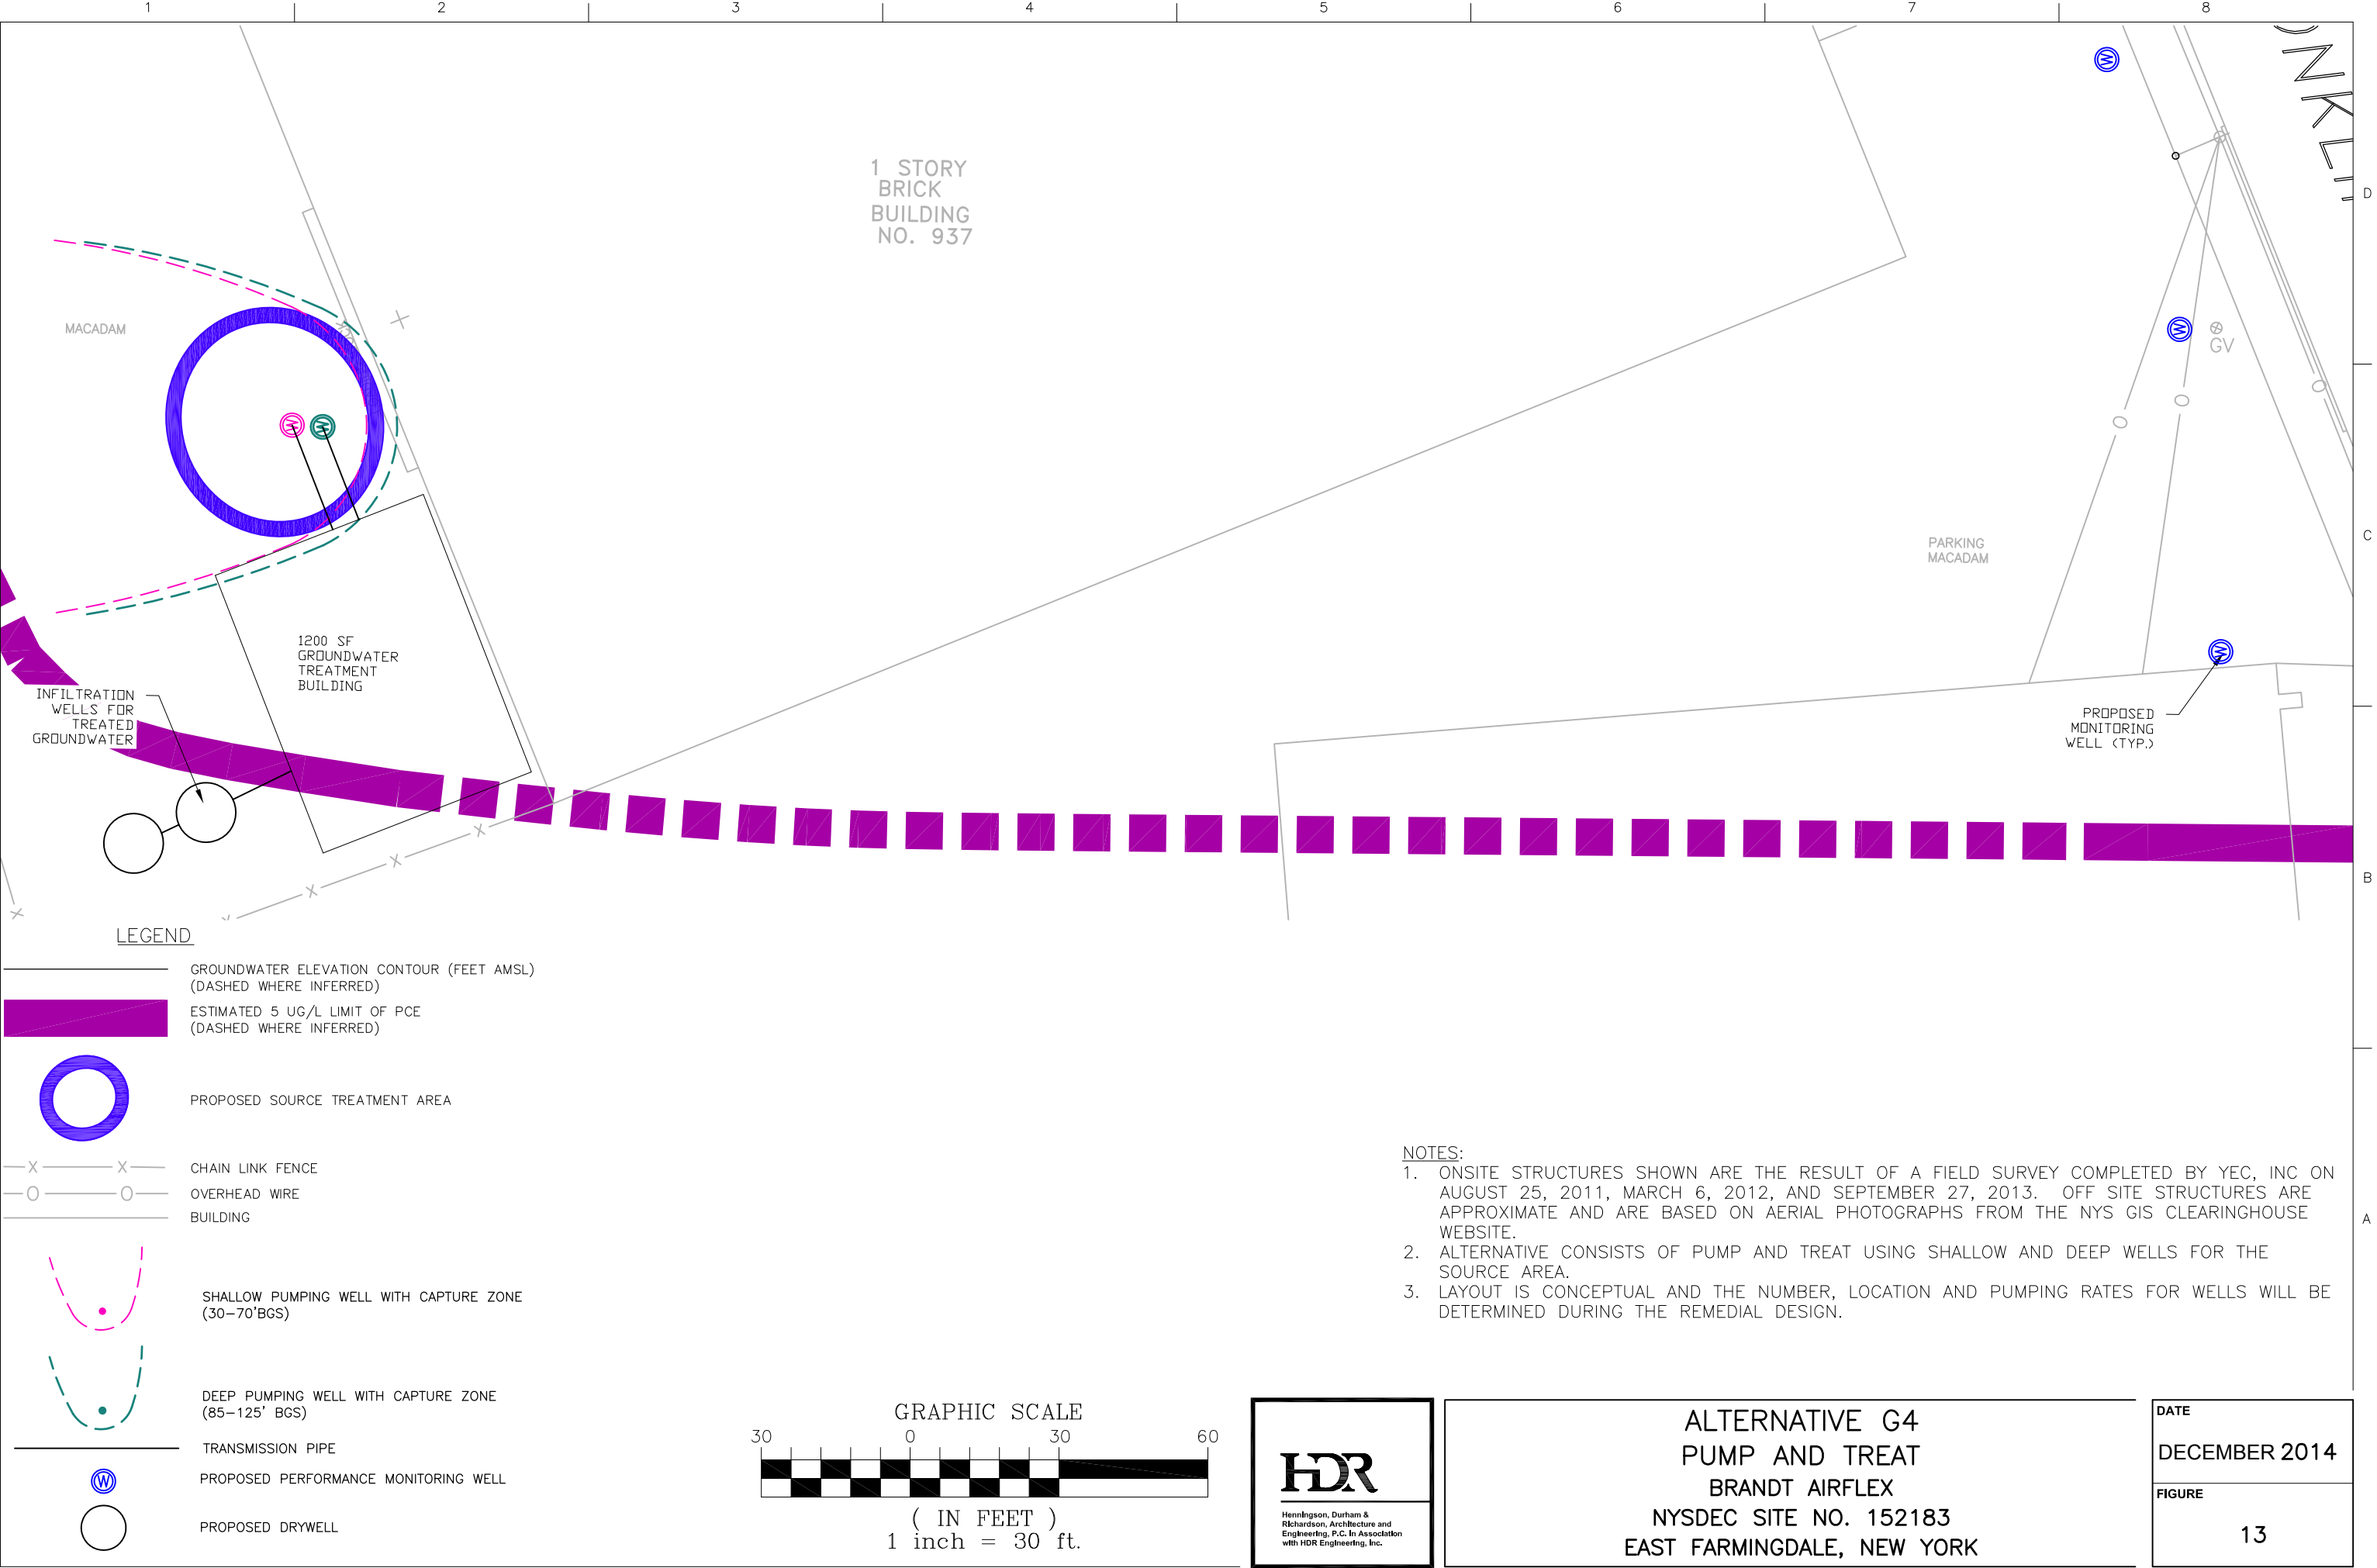 1 2 3 4 5 6 7 8
NKL
D
1 STORY
BRICK
BUILDING
NO. 937
W
MACADAM
X
X
W
GV
O
O
O
W W
C
PARKING
MACADAM
1200 SF
GROUNDWATER
TREATMENT
BUILDING
W
INFILTRATION
WELLS FOR
TREATED
GROUNDWATER
PROPOSED
MONITORING
WELL (TYP.)
X
X
X
X
B
LEGEND
GROUNDWATER ELEVATION CONTOUR (FEET AMSL)
(DASHED WHERE INFERRED)
ESTIMATED 5 UG/L LIMIT OF PCE
(DASHED WHERE INFERRED)
PROPOSED SOURCE TREATMENT AREA
X X CHAIN LINK FENCE
O O OVERHEAD WIRE
BUILDING
SHALLOW PUMPING WELL WITH CAPTURE ZONE
(30-70'BGS)
DEEP PUMPING WELL WITH CAPTURE ZONE
(85-125' BGS)
TRANSMISSION PIPE
W PROPOSED PERFORMANCE MONITORING WELL
PROPOSED DRYWELL
NOTES:
1. ONSITE STRUCTURES SHOWN ARE THE RESULT OF A FIELD SURVEY COMPLETED BY YEC, INC ON
AUGUST 25, 2011, MARCH 6, 2012, AND SEPTEMBER 27, 2013. OFF SITE STRUCTURES ARE
APPROXIMATE AND ARE BASED ON AERIAL PHOTOGRAPHS FROM THE NYS GIS CLEARINGHOUSE
WEBSITE.
2. ALTERNATIVE CONSISTS OF PUMP AND TREAT USING SHALLOW AND DEEP WELLS FOR THE
SOURCE AREA.
3. LAYOUT IS CONCEPTUAL AND THE NUMBER, LOCATION AND PUMPING RATES FOR WELLS WILL BE
DETERMINED DURING THE REMEDIAL DESIGN.
A
GRAPHIC SCALE
30 0 30 60
( IN FEET )
1 inch = 30 ft.
HDR
Henningson, Durham &
Richardson, Architecture and
Engineering, P.C. in Association
with HDR Engineering, Inc.
ALTERNATIVE G4
PUMP AND TREAT
BRANDT AIRFLEX
NYSDEC SITE NO. 152183
EAST FARMINGDALE, NEW YORK
DATE
DECEMBER 2014
FIGURE
13